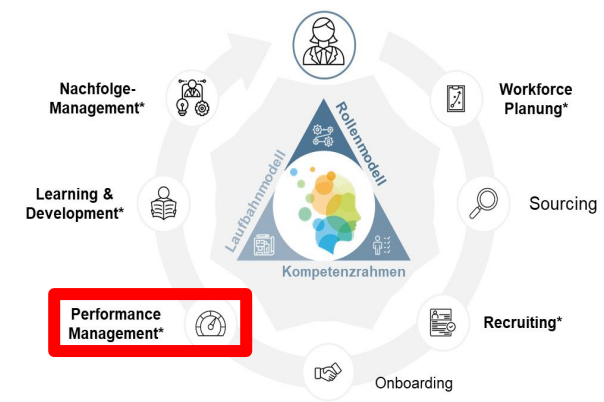 Nachfolge-
Management*
Workforce
Planung*
Rollenmodell
Laufbahnmodell
Kompetenzrahmen
Learning &
Development*
Sourcing
Performance
Management*
Recruiting*
Onboarding